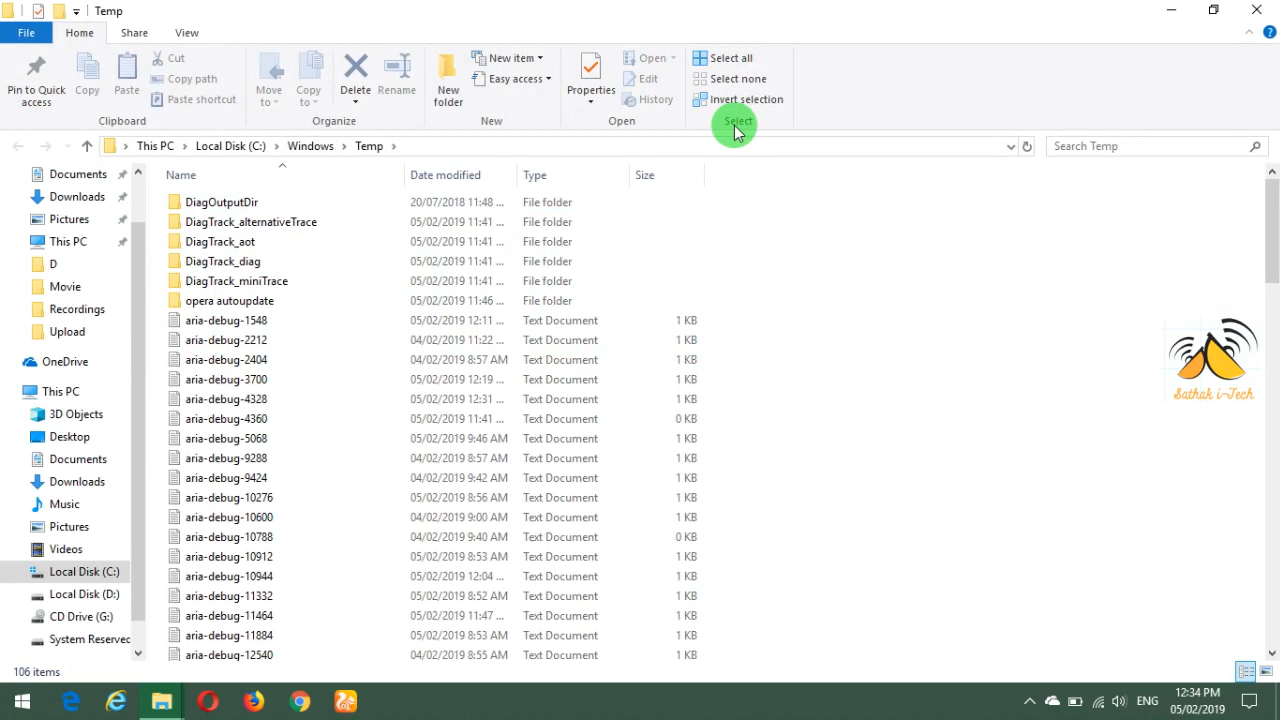 Temp
File Home Share View
Pin to Quick access
Copy
Paste
Cut
Copy path
Paste shortcut
Clipboard
Move to
Copy to
Delete
Rename
Organize
New folder
New item
Easy access
New
Properties
Open
Edit
History
Open
Select all
Select none
Invert selection
Select
This PC Local Disk (C:) Windows Temp
Search Temp
Documents
Downloads
Pictures
This PC
D
Movie
Recordings
Upload
OneDrive
This PC
3D Objects
Desktop
Documents
Downloads
Music
Pictures
Videos
Local Disk (C:)
Local Disk (D:)
CD Drive (G:)
System Reserved
Name Date modified Type Size
DiagOutputDir 20/07/2018 11:48 ... File folder
DiagTrack_alternativeTrace 05/02/2019 11:41 ... File folder
DiagTrack_aot 05/02/2019 11:41 ... File folder
DiagTrack_diag 05/02/2019 11:41 ... File folder
DiagTrack_miniTrace 05/02/2019 11:41 ... File folder
opera autoupdate 05/02/2019 11:46 ... File folder
aria-debug-1548 05/02/2019 12:11 ... Text Document 1 KB
aria-debug-2212 04/02/2019 11:22 ... Text Document 1 KB
aria-debug-2404 04/02/2019 8:57 AM Text Document 1 KB
aria-debug-3700 05/02/2019 12:19 ... Text Document 1 KB
aria-debug-4328 05/02/2019 12:31 ... Text Document 1 KB
aria-debug-4360 05/02/2019 11:41 ... Text Document 0 KB
aria-debug-5068 05/02/2019 9:46 AM Text Document 1 KB
aria-debug-9288 04/02/2019 8:57 AM Text Document 1 KB
aria-debug-9424 04/02/2019 9:42 AM Text Document 1 KB
aria-debug-10276 05/02/2019 8:56 AM Text Document 1 KB
aria-debug-10600 04/02/2019 9:00 AM Text Document 1 KB
aria-debug-10788 04/02/2019 9:40 AM Text Document 0 KB
aria-debug-10912 05/02/2019 8:53 AM Text Document 1 KB
aria-debug-10944 05/02/2019 12:04 ... Text Document 1 KB
aria-debug-11332 05/02/2019 8:52 AM Text Document 1 KB
aria-debug-11464 05/02/2019 11:47 ... Text Document 1 KB
aria-debug-11884 05/02/2019 8:53 AM Text Document 1 KB
aria-debug-12540 04/02/2019 8:55 AM Text Document 1 KB
Sathak i-Tech
106 items
ENG
12:34 PM
05/02/2019